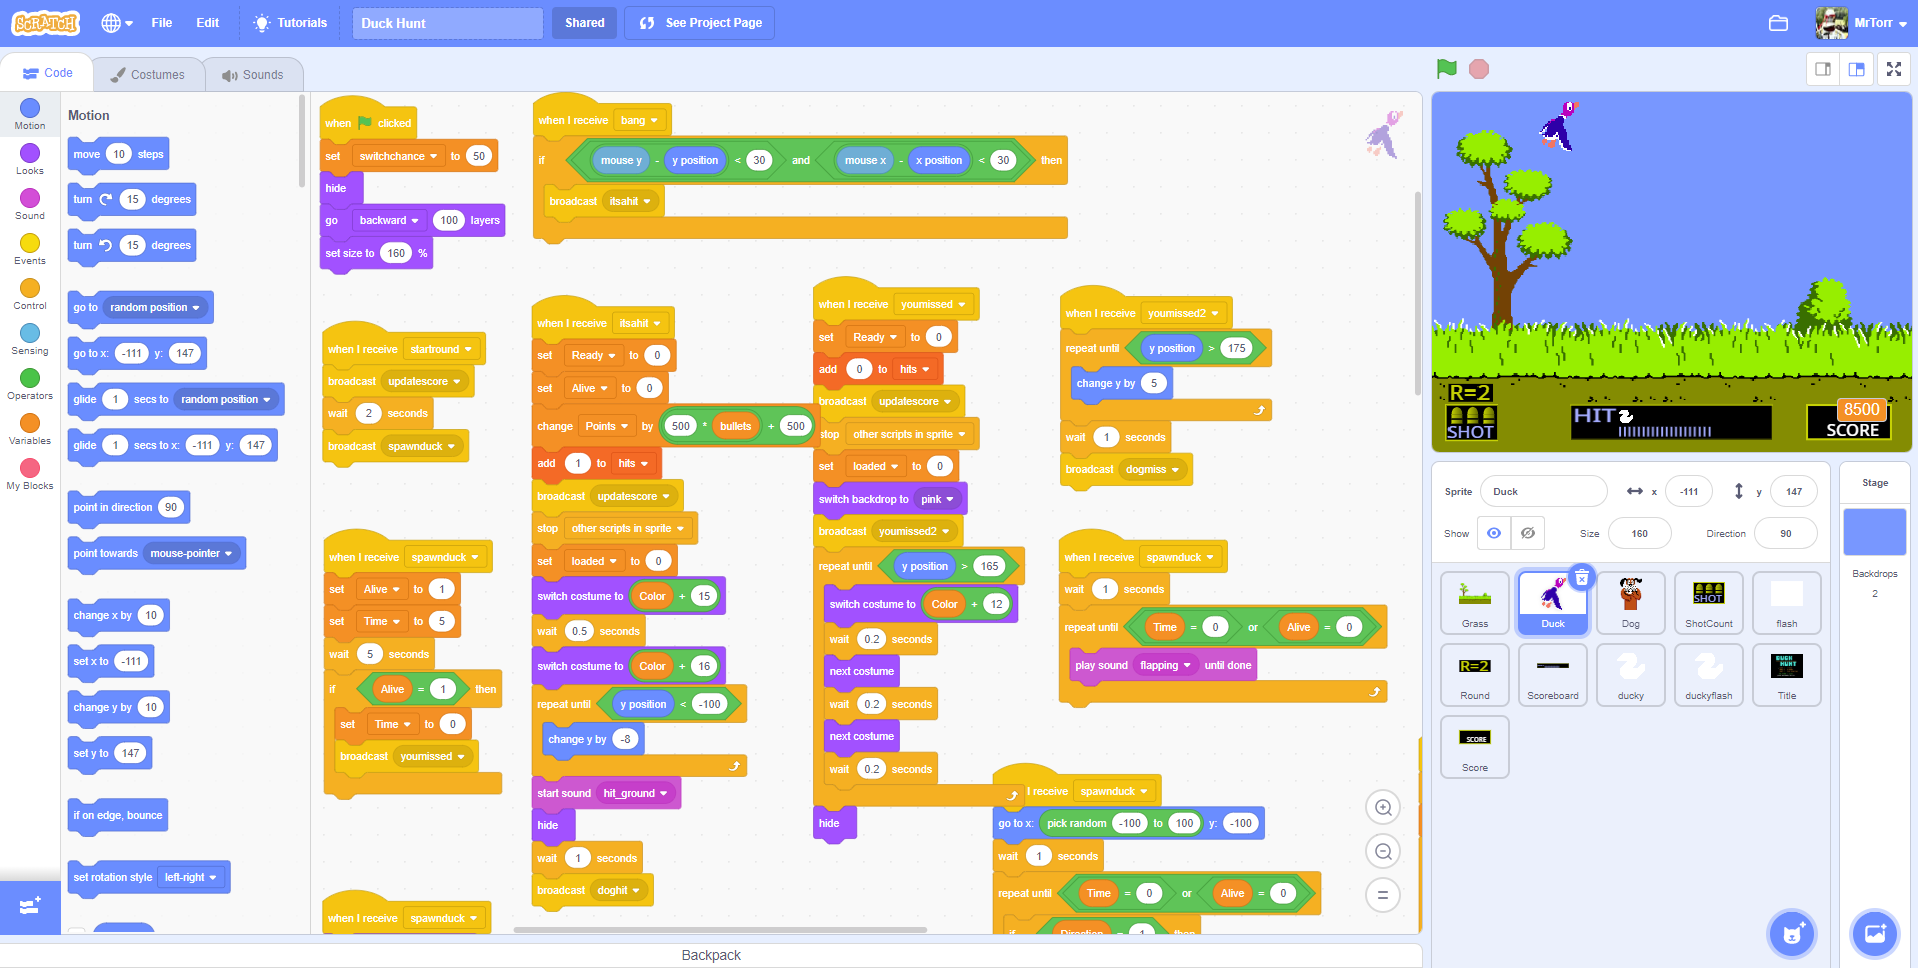 SCRATCH
File
Edit
Tutorials
Duck Hunt
Shared
See Project Page
MrTorr
Code
Costumes
Sounds
Motion
Looks
Sound
Events
Control
Sensing
Operators
Variables
My Blocks
Motion
move 10 steps
turn 15 degrees
turn 15 degrees
go to random position
go to x: -111 y: 147
glide 1 secs to random position
glide 1 secs to x: -111 y: 147
point in direction 90
point towards mouse-pointer
change x by 10
set x to -111
change y by 10
set y to 147
if on edge, bounce
set rotation style left-right
when clicked
set switchchance to 50
hide
go backward 100 layers
set size to 160 %
when I receive bang
if mouse y - y position < 30 and mouse x - x position < 30 then
broadcast itsahit
when I receive startround
broadcast updatescore
wait 2 seconds
broadcast spawnduck
when I receive spawnduck
set Alive to 1
set Time to 5
wait 5 seconds
if Alive = 1 then
set Time to 0
broadcast youmissed
when I receive spawnduck
when I receive itsahit
set Ready to 0
set Alive to 0
change Points by 500 * bullets + 500
add 1 to hits
broadcast updatescore
stop other scripts in sprite
set loaded to 0
switch costume to Color + 15
wait 0.5 seconds
switch costume to Color + 16
repeat until y position < -100
change y by -8
start sound hit_ground
hide
wait 1 seconds
broadcast doghit
when I receive youmissed
set Ready to 0
add 0 to hits
broadcast updatescore
stop other scripts in sprite
set loaded to 0
switch backdrop to pink
broadcast youmissed2
repeat until y position > 165
switch costume to Color + 12
wait 0.2 seconds
next costume
wait 0.2 seconds
next costume
wait 0.2 seconds
hide
when I receive youmissed2
repeat until y position > 175
change y by 5
wait 1 seconds
broadcast dogmiss
when I receive spawnduck
wait 1 seconds
repeat until Time = 0 or Alive = 0
play sound flapping until done
I receive spawnduck
go to x: pick random -100 to 100 y: -100
wait 1 seconds
repeat until Time = 0 or Alive = 0
if Direction = 1 then
Backpack
R=2
SHOT
HIT
8500
SCORE
Sprite Duck x -111 y 147
Show Size 160 Direction 90
Stage
Backdrops
2
Grass
Duck
Dog
SHOT
ShotCount
flash
R=2
Round
Scoreboard
ducky
duckyflash
DUCK HUNT
Title
SCORE
Score